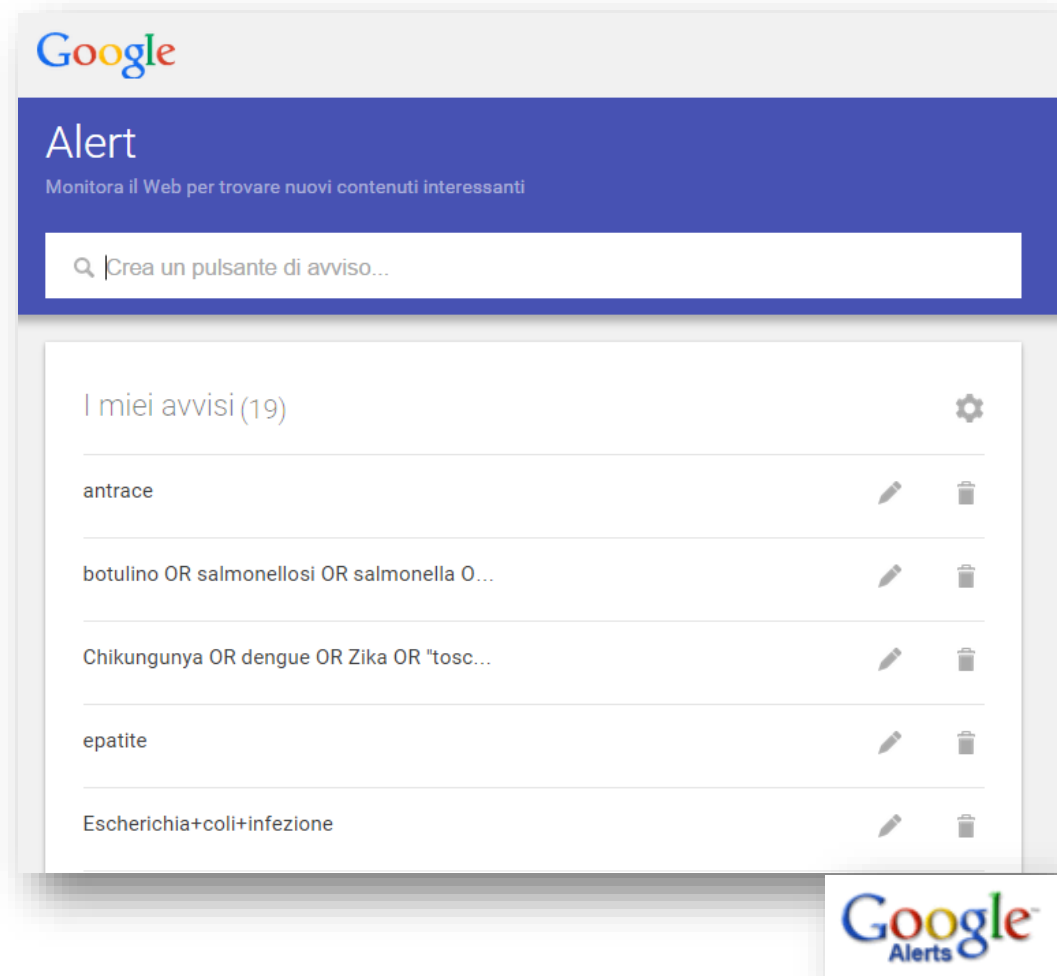 Google
Alert
Monitora il Web per trovare nuovi contenuti interessanti
Crea un pulsante di avviso...
I miei avvisi (19)
antrace
botulino OR salmonellosi OR salmonella O...
Chikungunya OR dengue OR Zika OR "tosc...
epatite
Escherichia+coli+infezione
Google™
Alerts